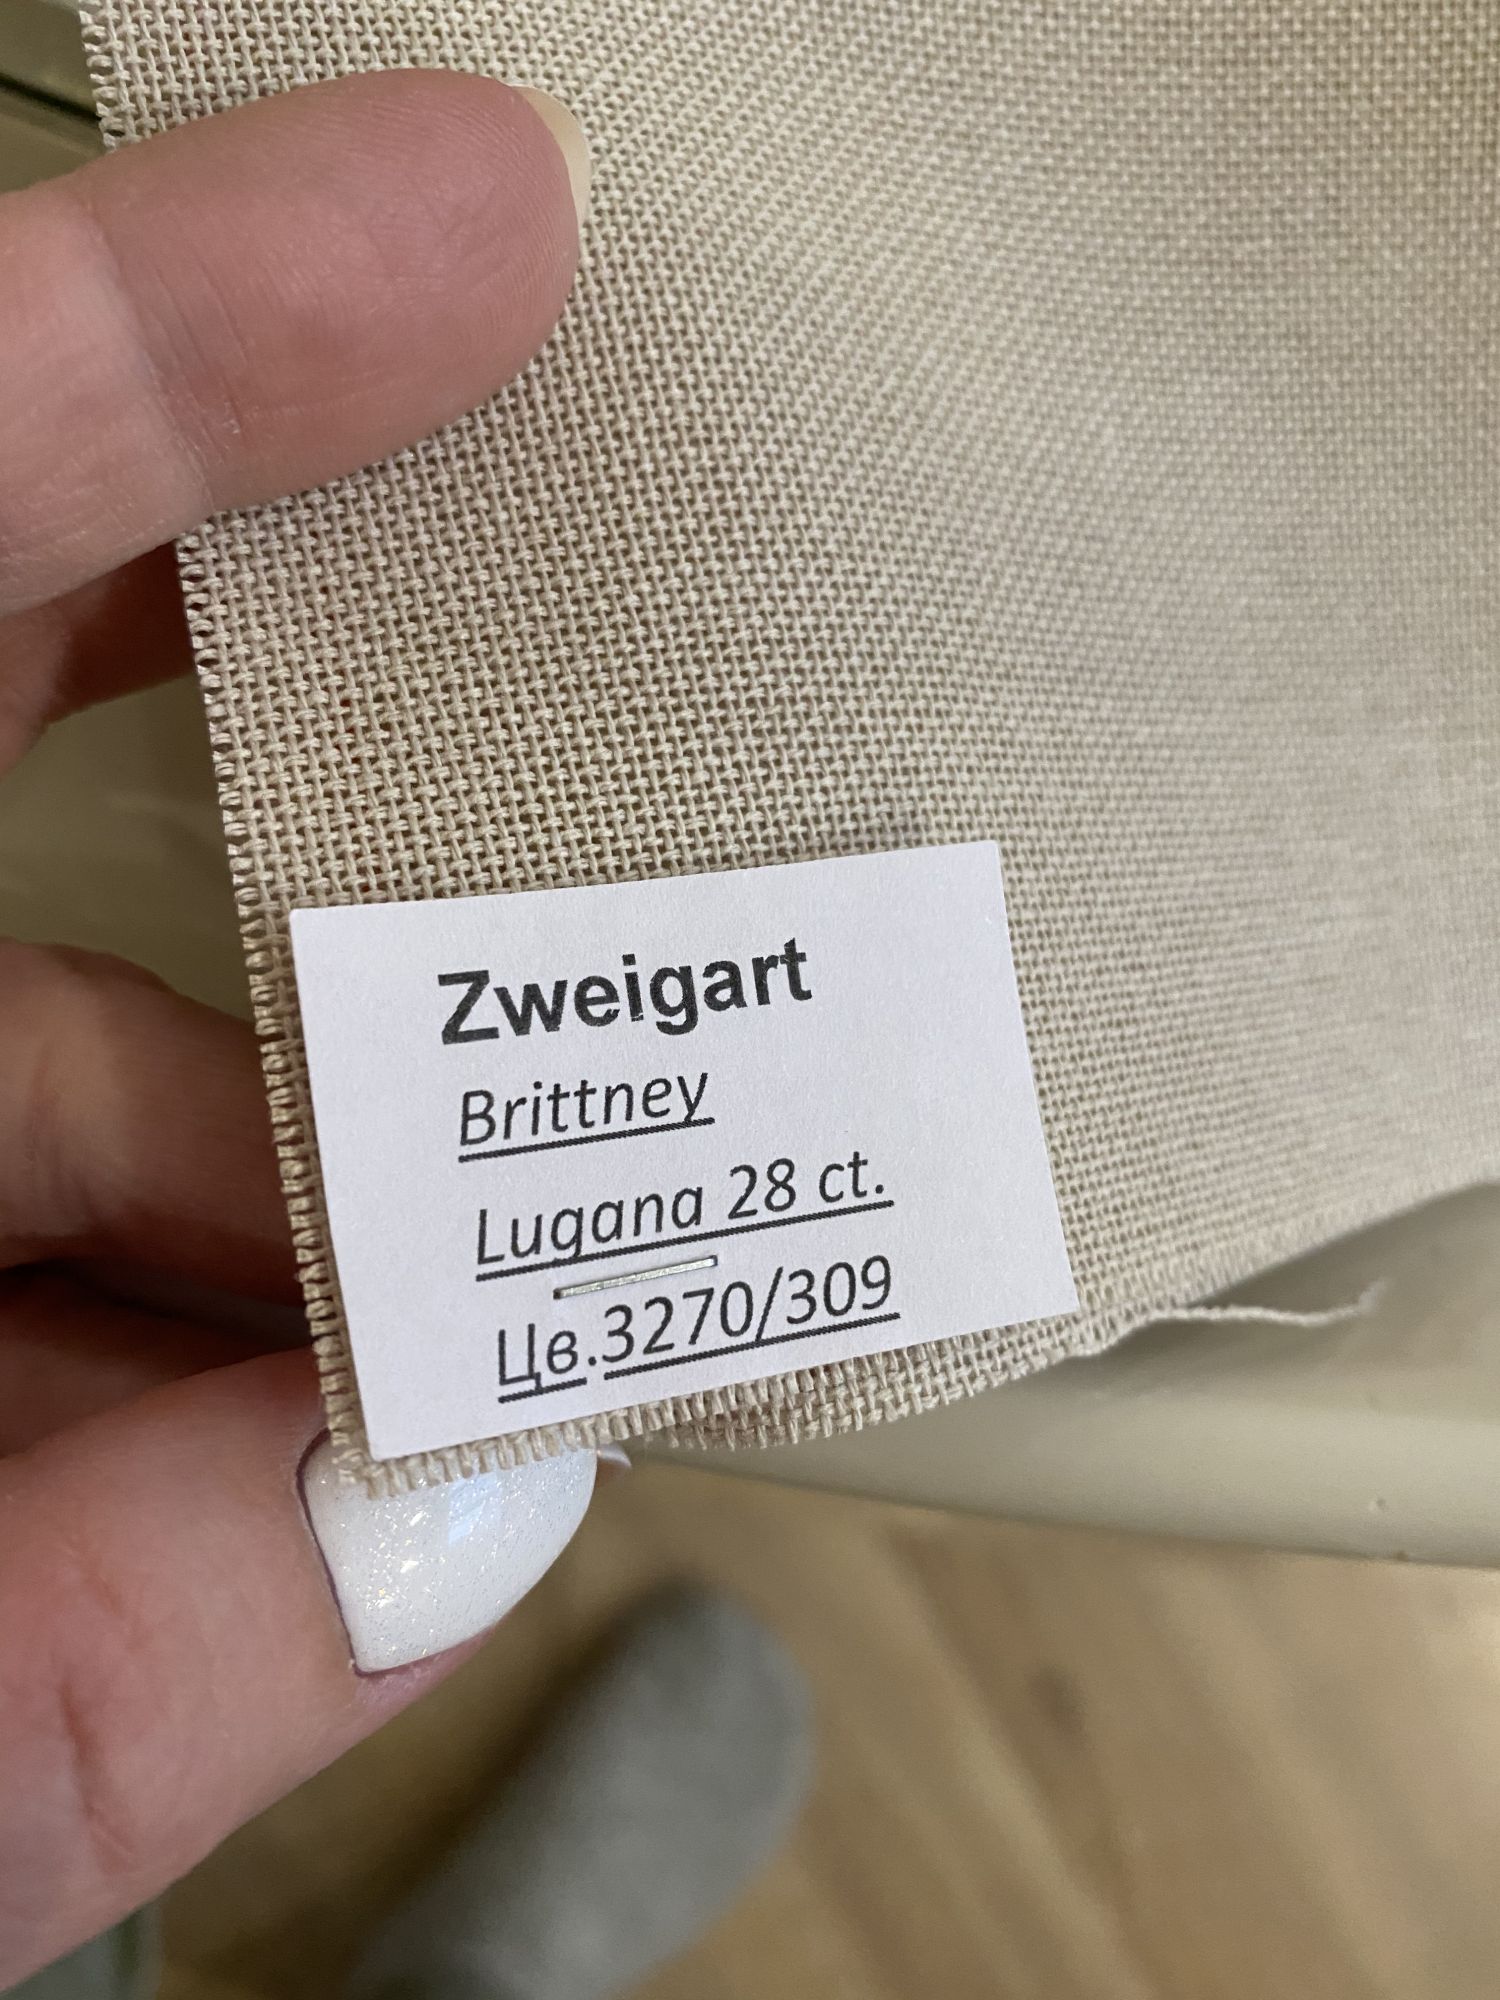 Zweigart
Brittney
Lugana 28 ct.
Цв.3270/309